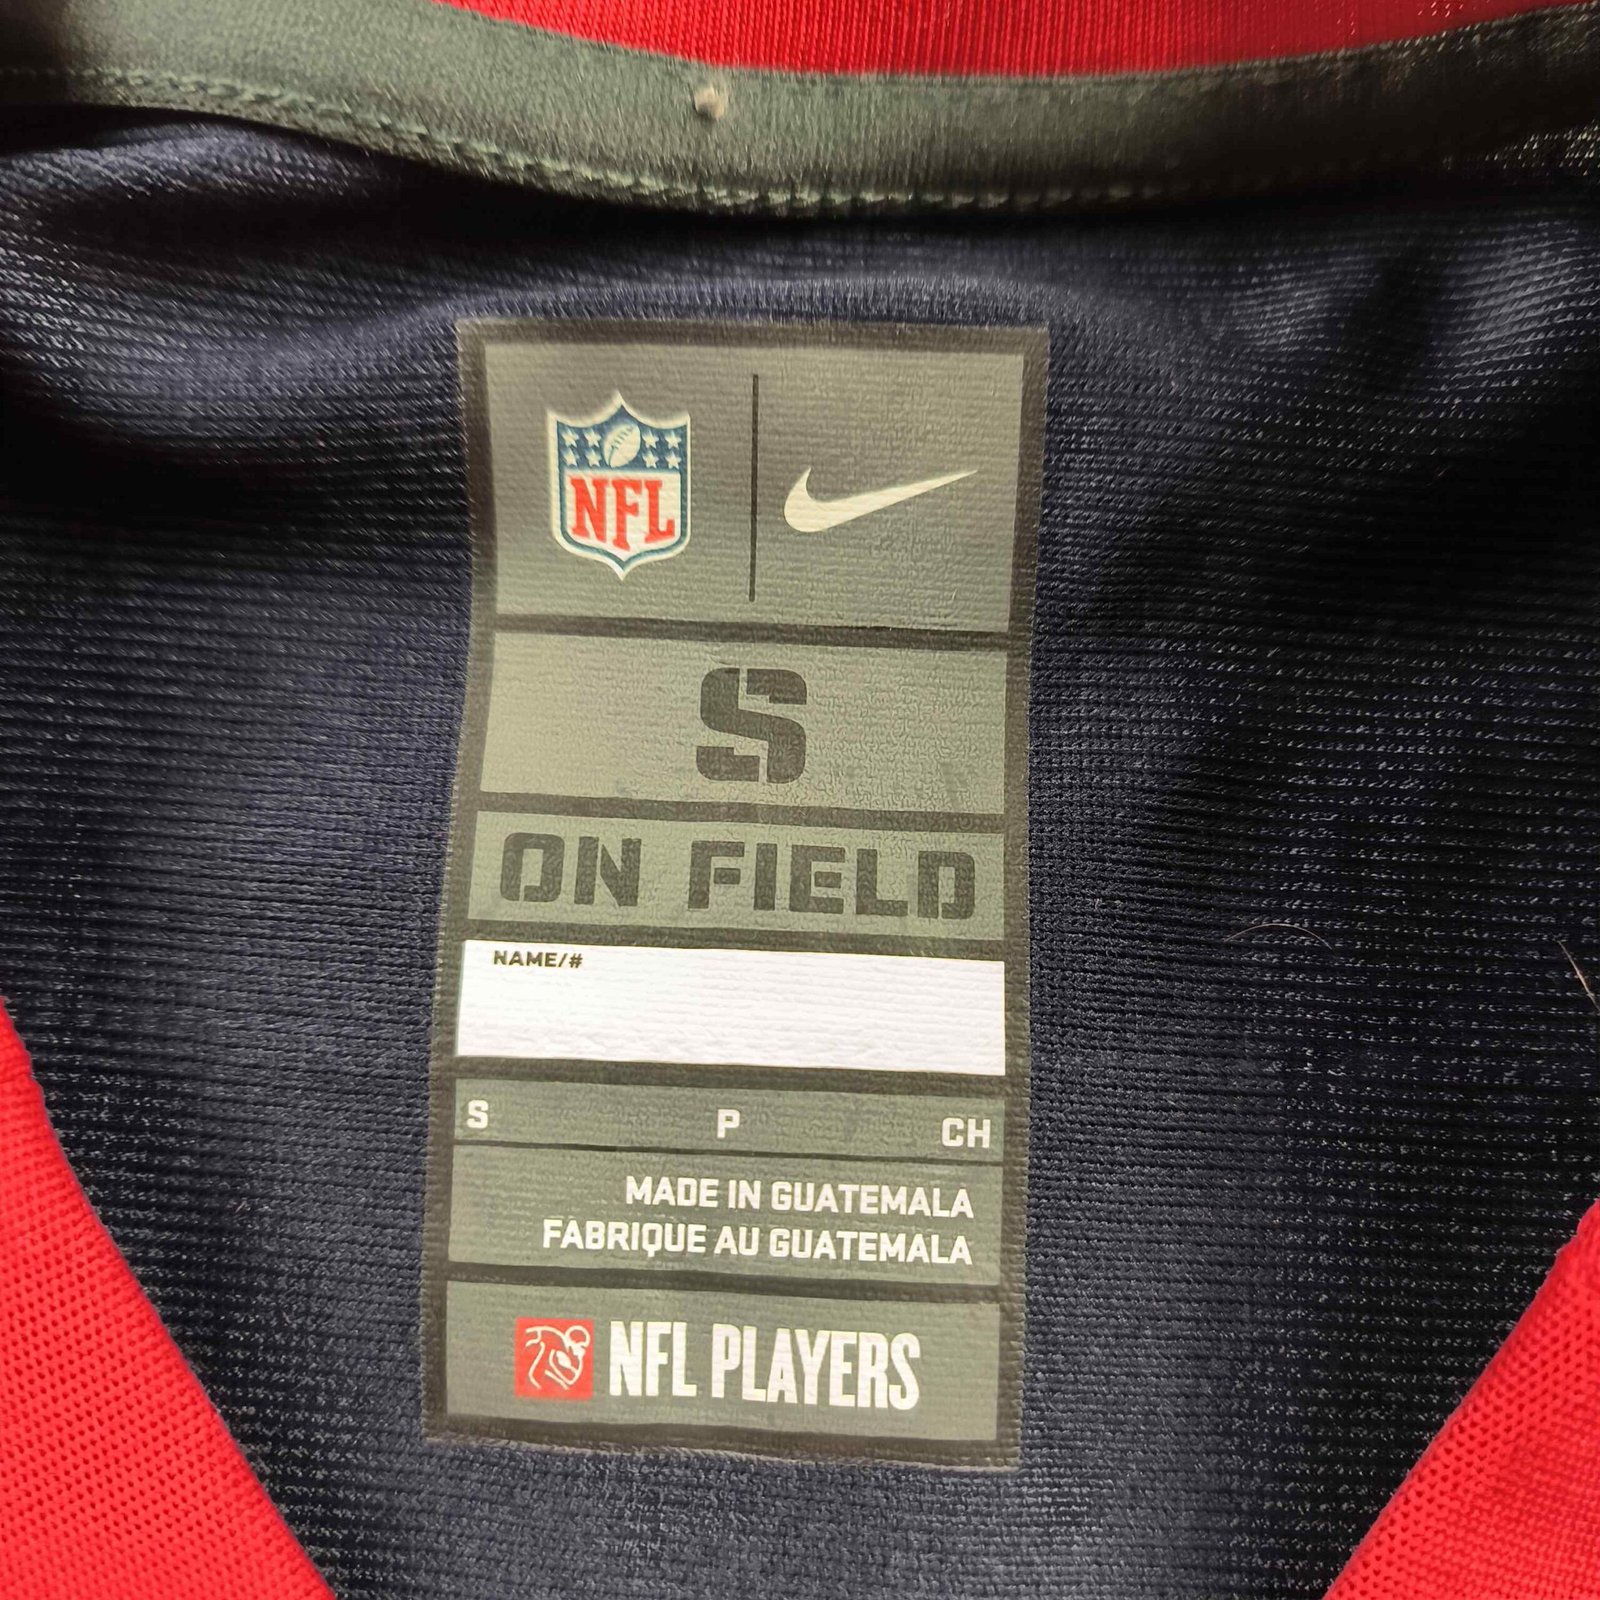 NFL
S
ON FIELD
NAME/#
S P CH
MADE IN GUATEMALA
FABRIQUE AU GUATEMALA
NFL PLAYERS